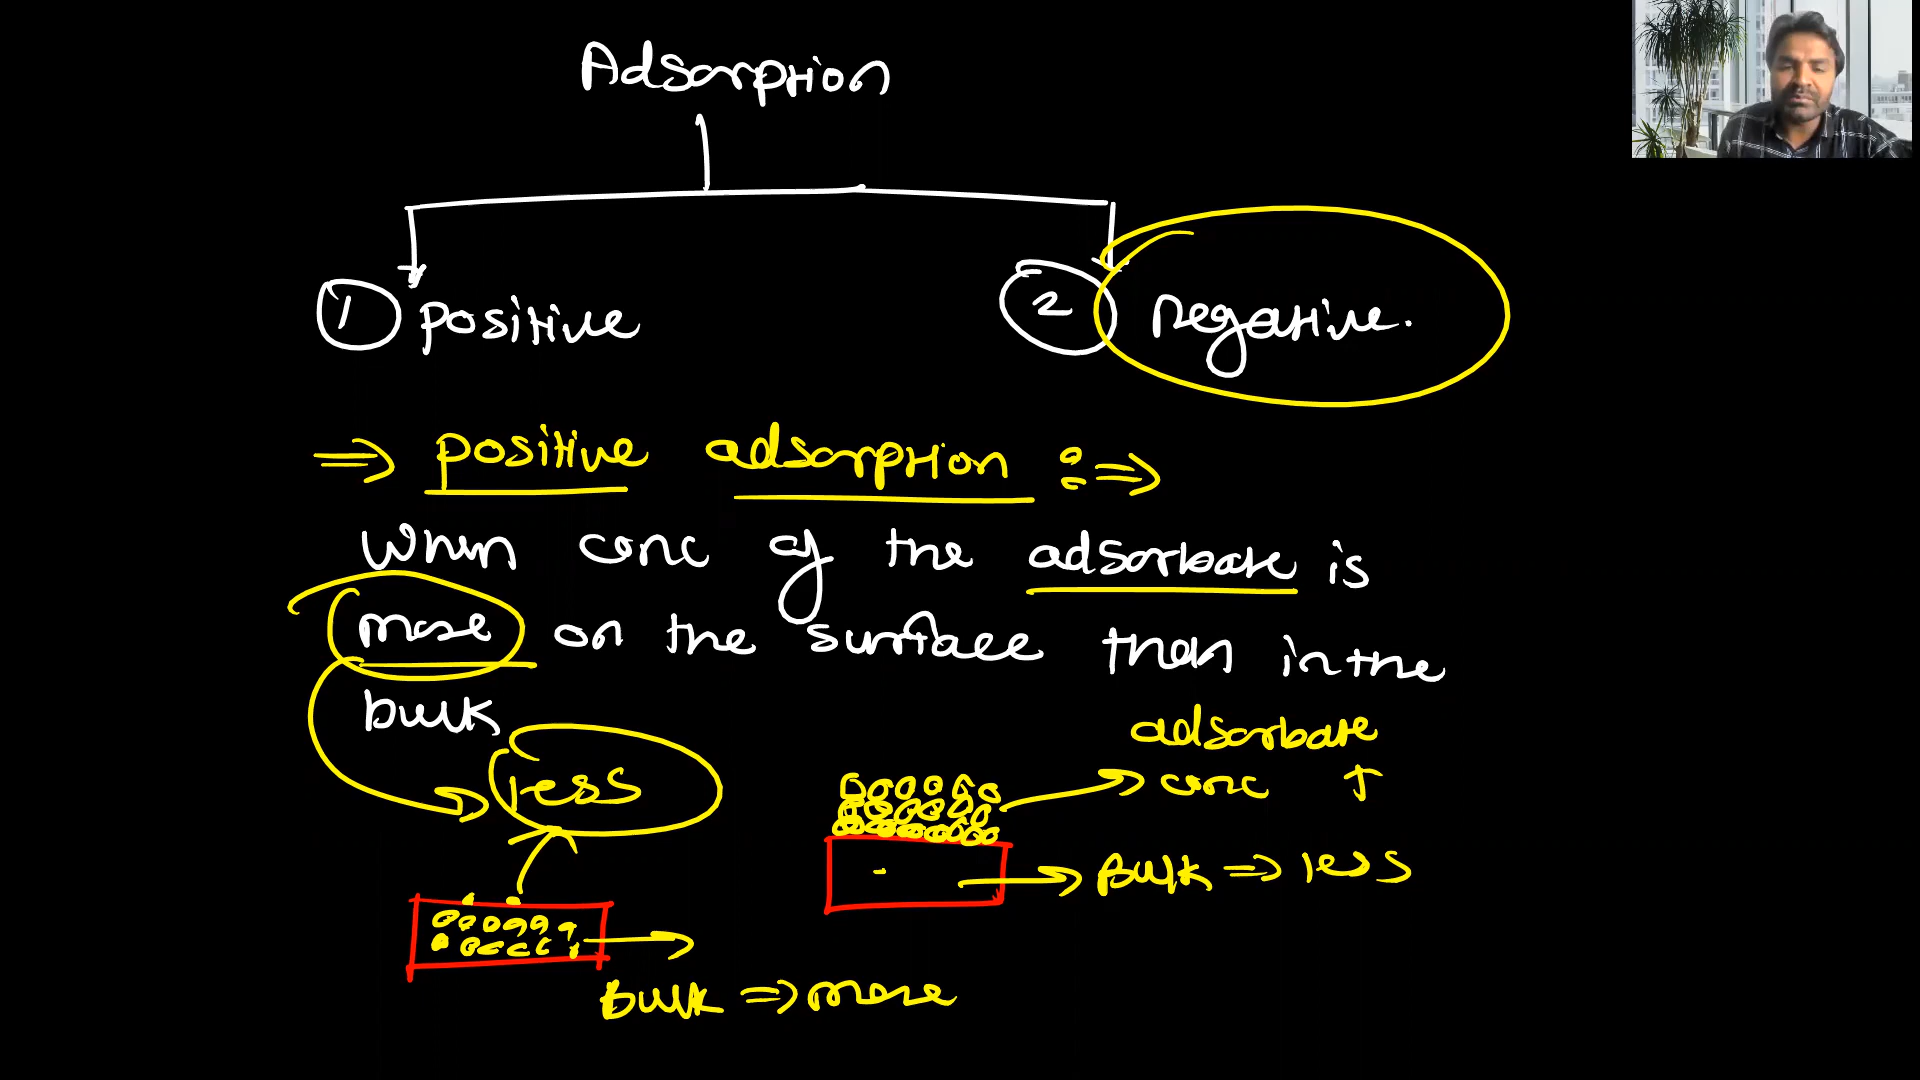 Adsorption
1 positive
2 negative.
⇒ positive adsorption :⇒
When conc of the adsorbate is
more on the surface than in the
bulk
less
adsorbate
conc ↑
Bulk ⇒ less
Bulk ⇒ more